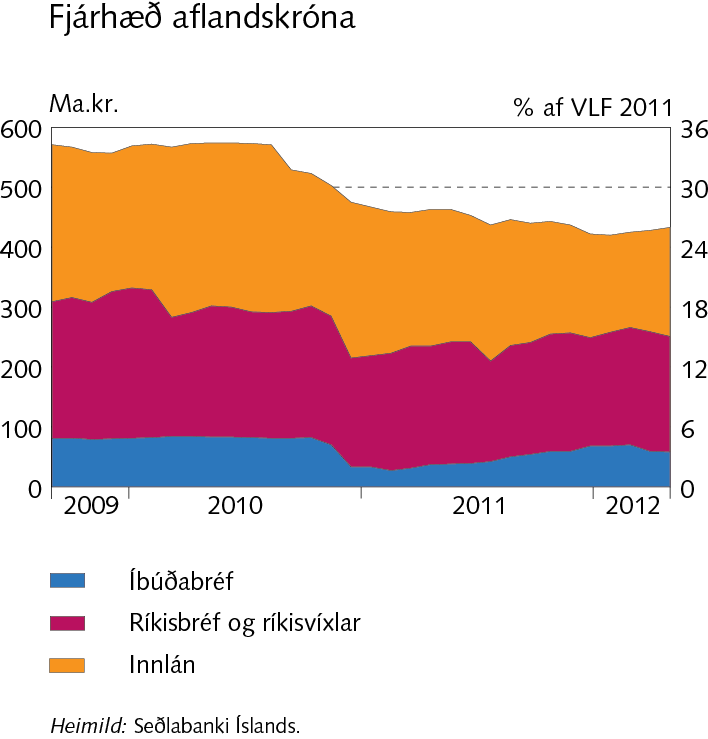 Fjárhæð aflandskróna
Ma.kr.
% af VLF 2011
600
500
400
300
200
100
0
36
30
24
18
12
6
0
2009 2010 2011 2012
Íbúðabréf
Ríkisbréf og ríkisvíxlar
Innlán
Heimild: Seðlabanki Íslands.